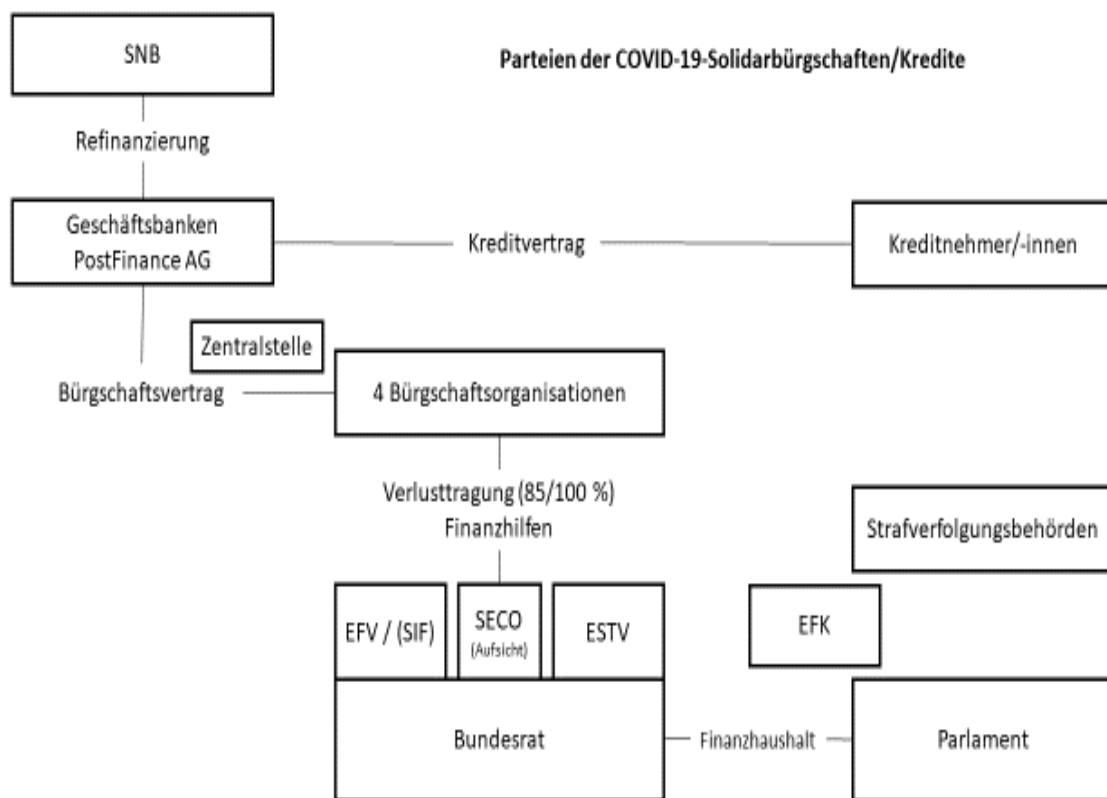 SNB
Parteien der COVID-19-Solidarbürgschaften/Kredite
Refinanzierung
Geschäftsbanken
PostFinance AG
Kreditvertrag
Kreditnehmer/-innen
Zentralstelle
Bürgschaftsvertrag
4 Bürgschaftsorganisationen
Verlusttragung (85/100 %)
Finanzhilfen
Strafverfolgungsbehörden
EFV / (SIF)
SECO
(Aufsicht)
ESTV
EFK
Bundesrat
Finanzhaushalt
Parlament